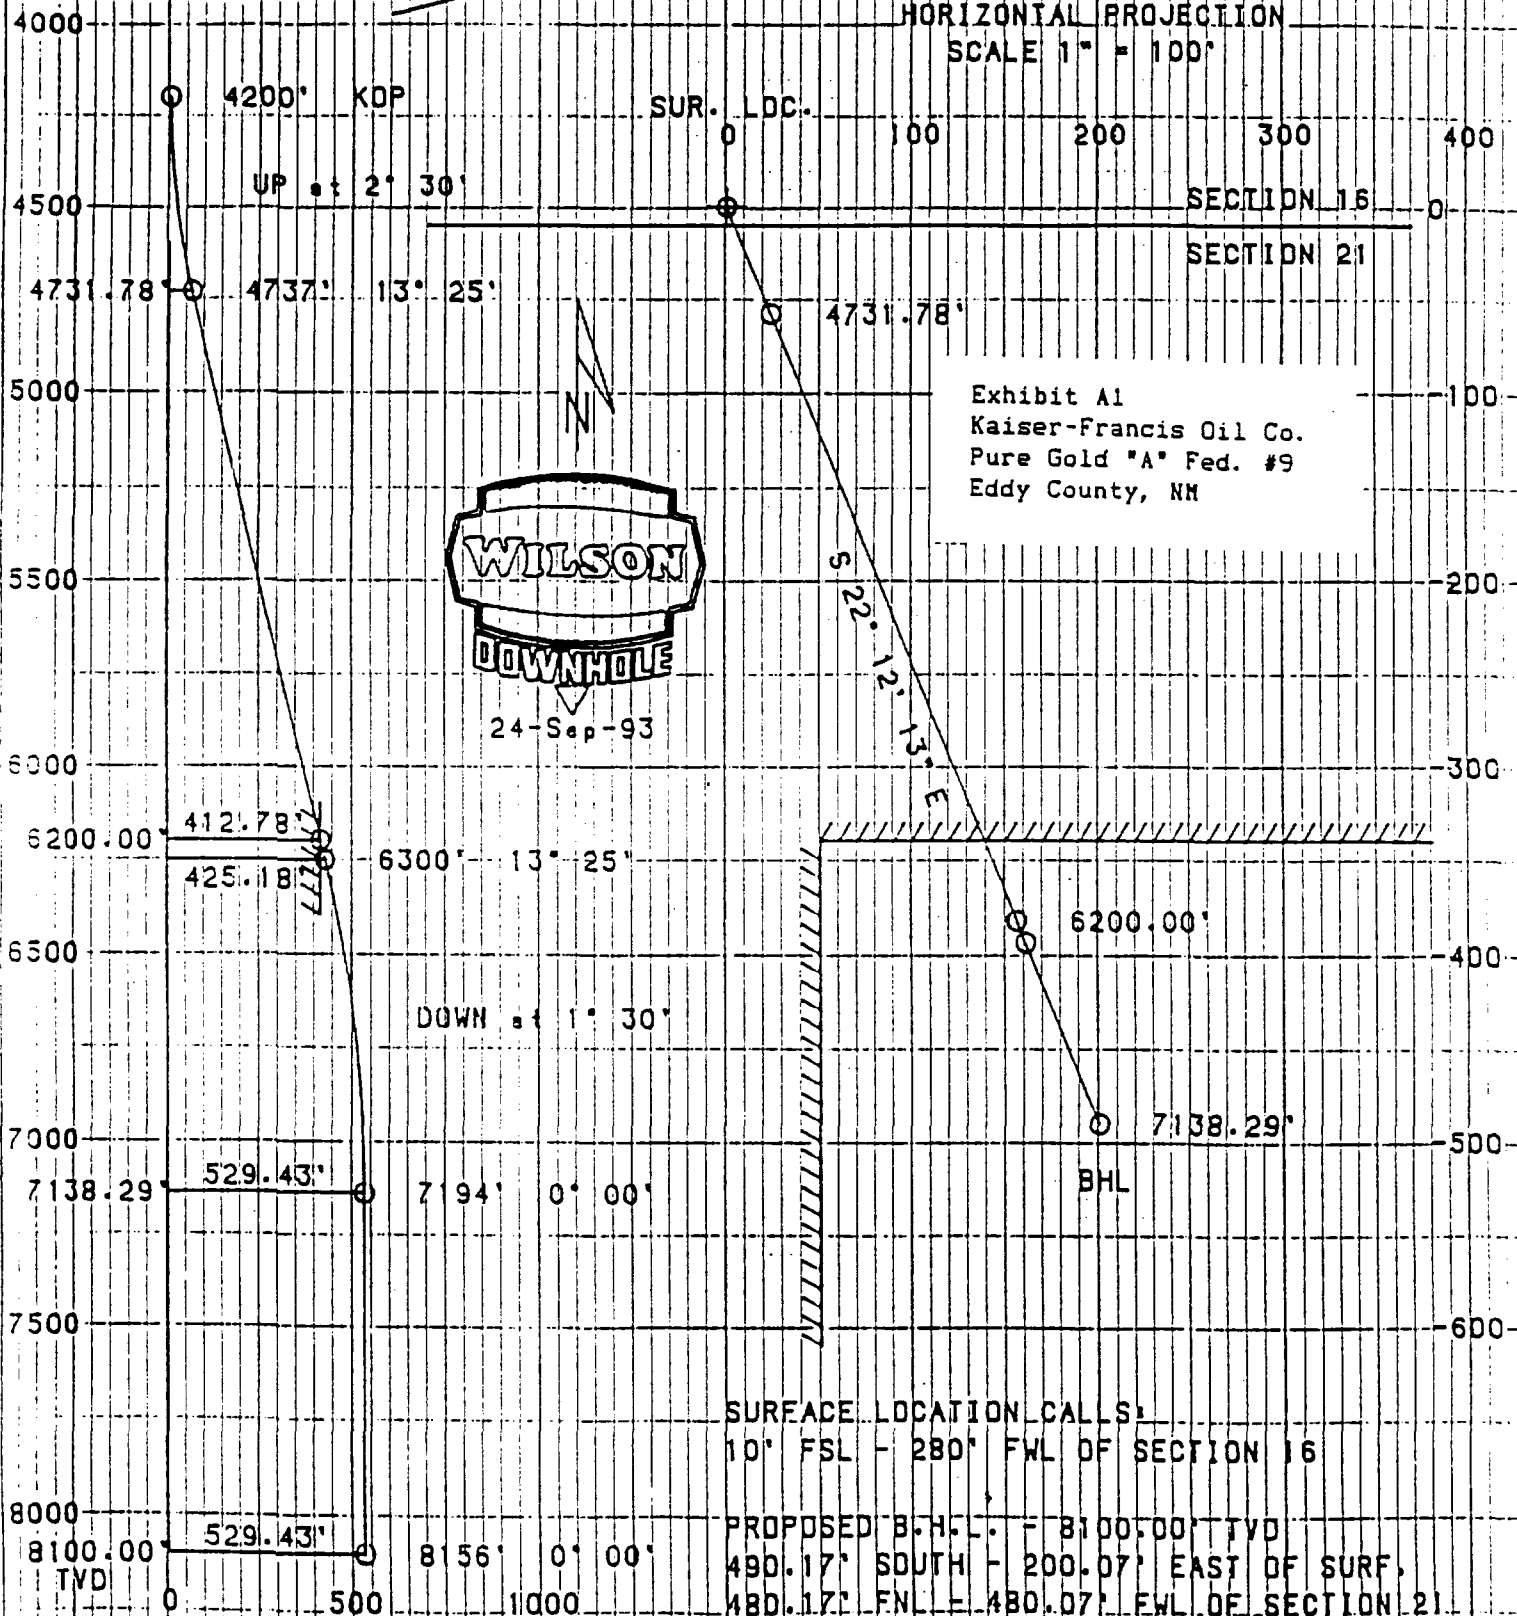 HORIZONTAL PROJECTION
SCALE 1" = 100'
4000
4200' KOP
SUR. LOC.
0 100 200 300 400
UP at 2° 30'
4500
SECTION 16
0
SECTION 21
4731.78'
4737' 13° 25'
4731.78'
N
5000
-100
Exhibit A1
Kaiser-Francis Oil Co.
Pure Gold "A" Fed. #9
Eddy County, NM
WILSON
DOWNHOLE
24-Sep-93
5500
-200
S 22° 12' 13" E
6000
-300
412.78'
6200.00'
425.18'
6300' 13° 25'
6200.00'
6500
-400
DOWN at 1° 30'
7000
-500
7138.29'
BHL
529.43'
7138.29'
7194' 0° 00'
7500
-600
SURFACE LOCATION CALLS:
10' FSL - 280' FWL OF SECTION 16
8000
529.43'
8100.00'
8156' 0° 00'
TVD
0 500 1000
PROPOSED B.H.L. - 8100.00' TVD
490.17' SOUTH - 200.07' EAST OF SURF.
480.17' FNL - 480.07' FWL OF SECTION 21